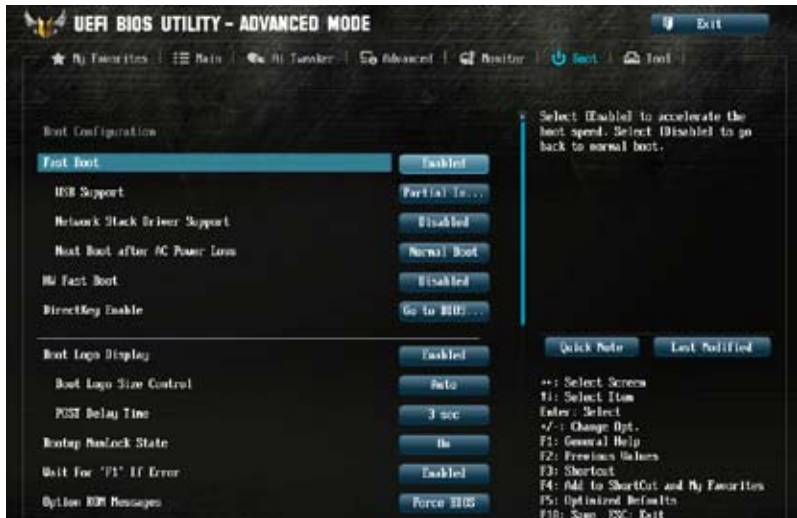 UEFI BIOS UTILITY - ADVANCED MODE
Exit
My Favorites
Main
Ai Tweaker
Advanced
Monitor
Boot
Tool
Boot Configuration
Fast Boot
Enabled
USB Support
Partial In...
Network Stack Driver Support
Disabled
Next Boot after AC Power Loss
Normal Boot
HW Fast Boot
Disabled
DirectKey Enable
Go to BIOS...
Boot Logo Display
Enabled
Boot Logo Size Control
Auto
POST Delay Time
3 sec
Bootup NumLock State
On
Wait For 'F1' If Error
Enabled
Option ROM Messages
Force BIOS
Select [Enable] to accelerate the
boot speed. Select [Disable] to go
back to normal boot.
Quick Note
Last Modified
→←: Select Screen
↑↓: Select Item
Enter: Select
+/-: Change Opt.
F1: General Help
F2: Previous Values
F3: Shortcut
F4: Add to ShortCut and My Favorites
F5: Optimized Defaults
F10: Save ESC: Exit